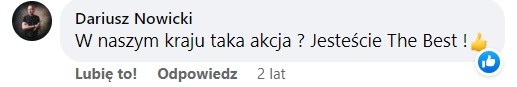 Dariusz Nowicki
W naszym kraju taka akcja ? Jesteście The Best !👍
Lubię to! Odpowiedz 2 lat